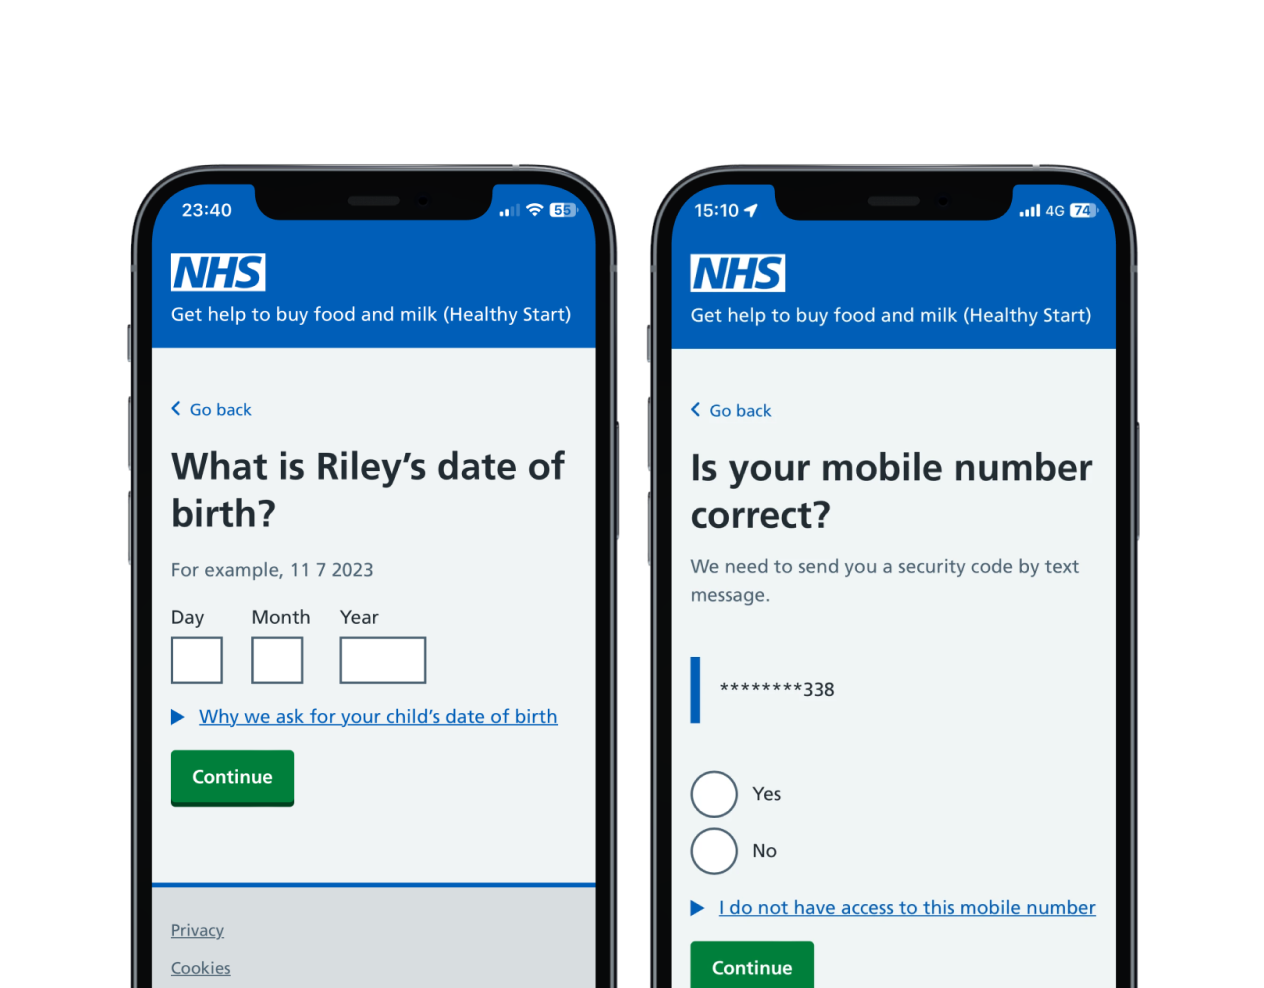 23:40
55
NHS
Get help to buy food and milk (Healthy Start)
Go back
What is Riley’s date of
birth?
For example, 11 7 2023
Day Month Year
Why we ask for your child’s date of birth
Continue
Privacy
Cookies
15:10
4G 74
NHS
Get help to buy food and milk (Healthy Start)
Go back
Is your mobile number
correct?
We need to send you a security code by text
message.
********338
Yes
No
I do not have access to this mobile number
Continue